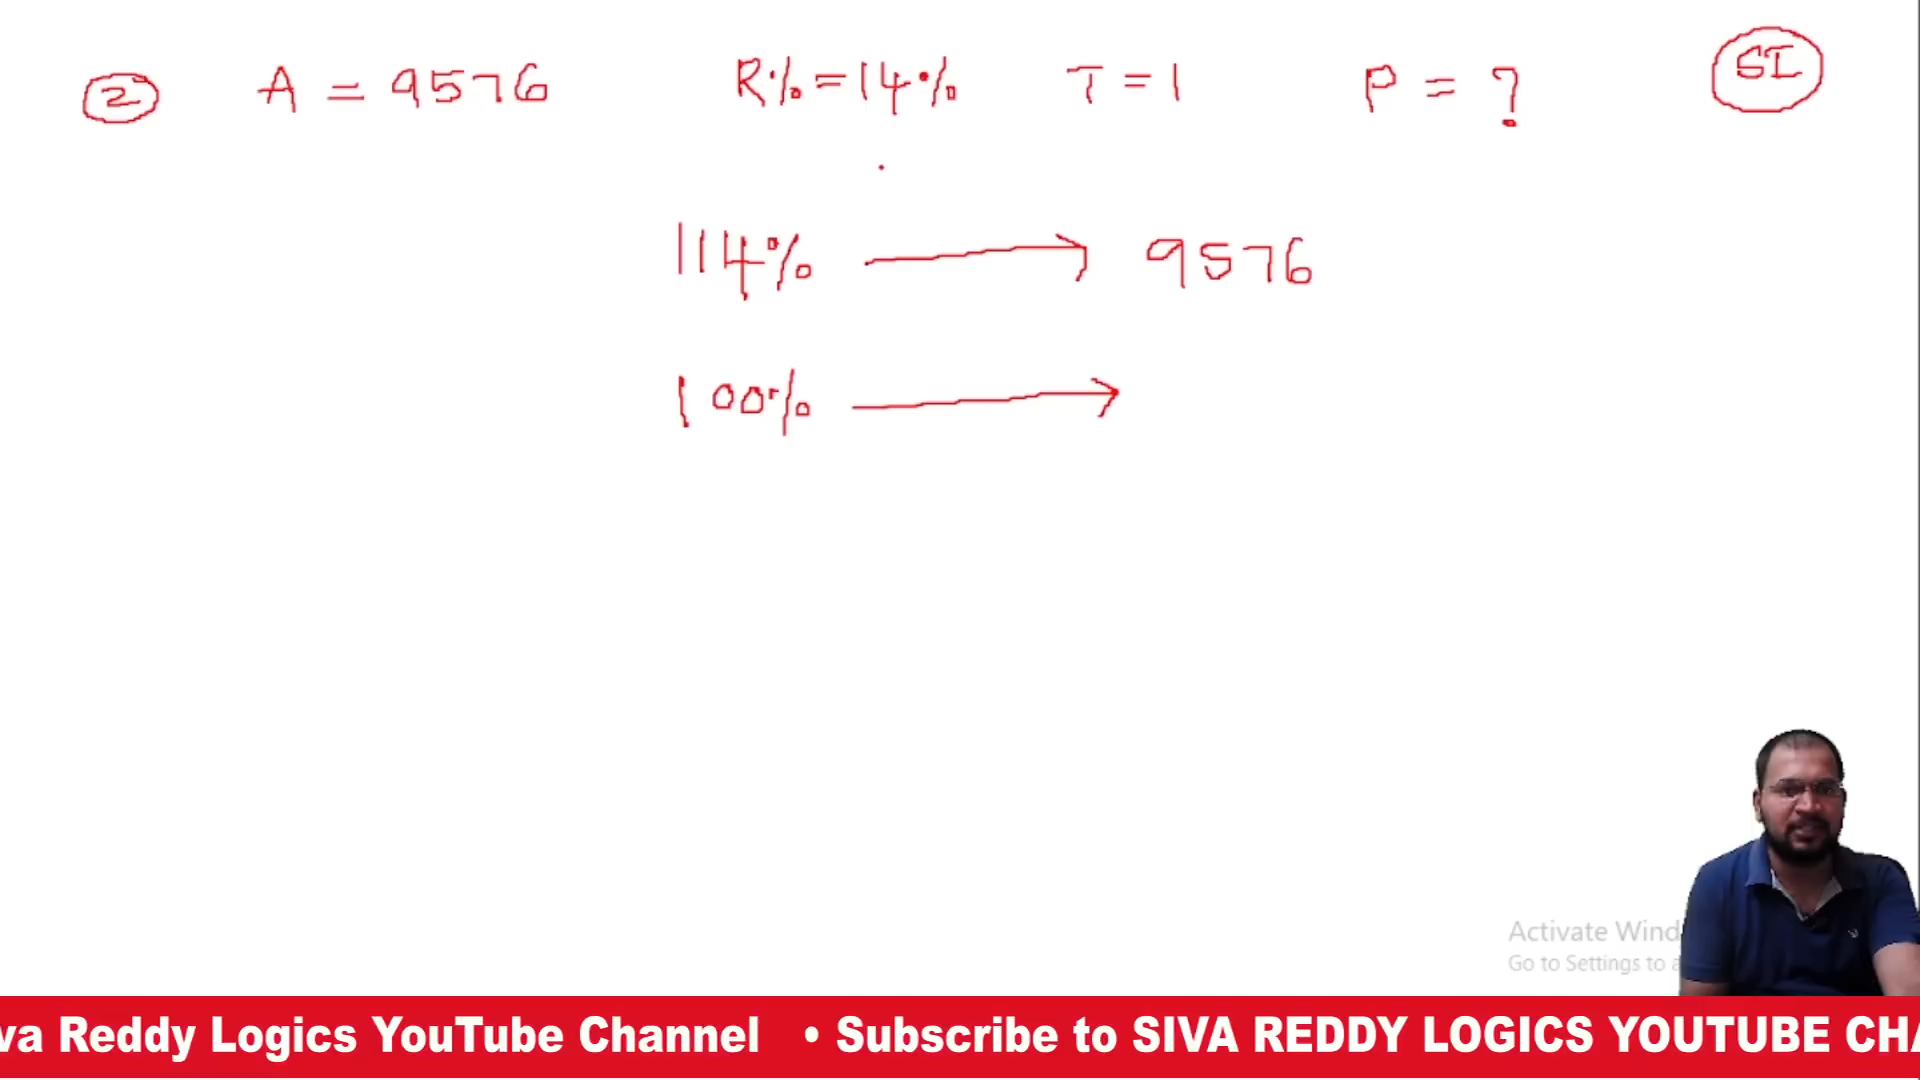 ② A = 9576 R% = 14% T = 1 P = ? SI
114% → 9576
100% →
Activate Wind
Go to Settings to a
va Reddy Logics YouTube Channel • Subscribe to SIVA REDDY LOGICS YOUTUBE CHA